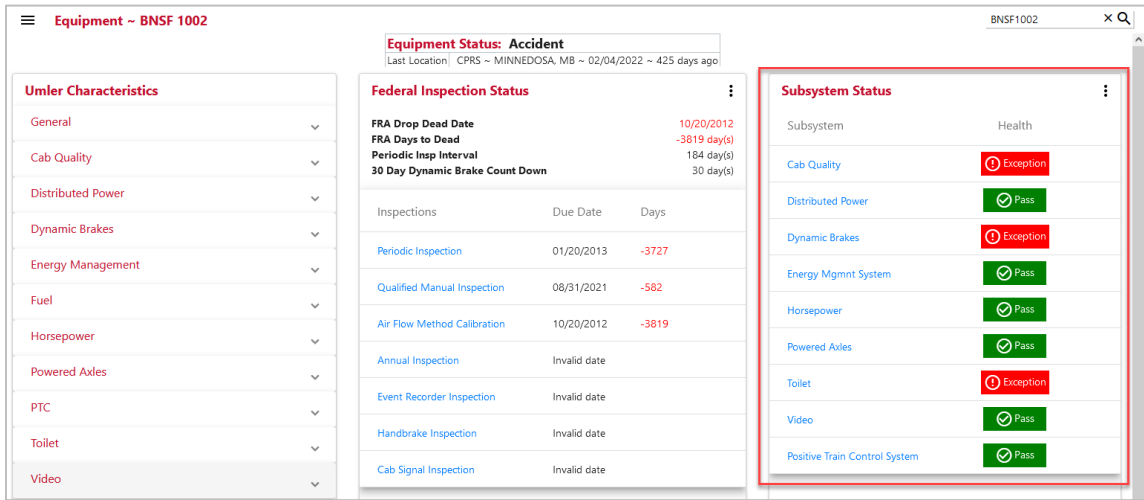 Equipment ~ BNSF 1002
BNSF1002
Equipment Status: Accident
Last Location CPRS ~ MINNEDOSA, MB ~ 02/04/2022 ~ 425 days ago
Umler Characteristics
General
Cab Quality
Distributed Power
Dynamic Brakes
Energy Management
Fuel
Horsepower
Powered Axles
PTC
Toilet
Video
Federal Inspection Status
FRA Drop Dead Date 10/20/2012
FRA Days to Dead -3819 day(s)
Periodic Insp Interval 184 day(s)
30 Day Dynamic Brake Count Down 30 day(s)
Inspections Due Date Days
Periodic Inspection 01/20/2013 -3727
Qualified Manual Inspection 08/31/2021 -582
Air Flow Method Calibration 10/20/2012 -3819
Annual Inspection Invalid date
Event Recorder Inspection Invalid date
Handbrake Inspection Invalid date
Cab Signal Inspection Invalid date
Subsystem Status
Subsystem Health
Cab Quality Exception
Distributed Power Pass
Dynamic Brakes Exception
Energy Mgmnt System Pass
Horsepower Pass
Powered Axles Pass
Toilet Exception
Video Pass
Positive Train Control System Pass